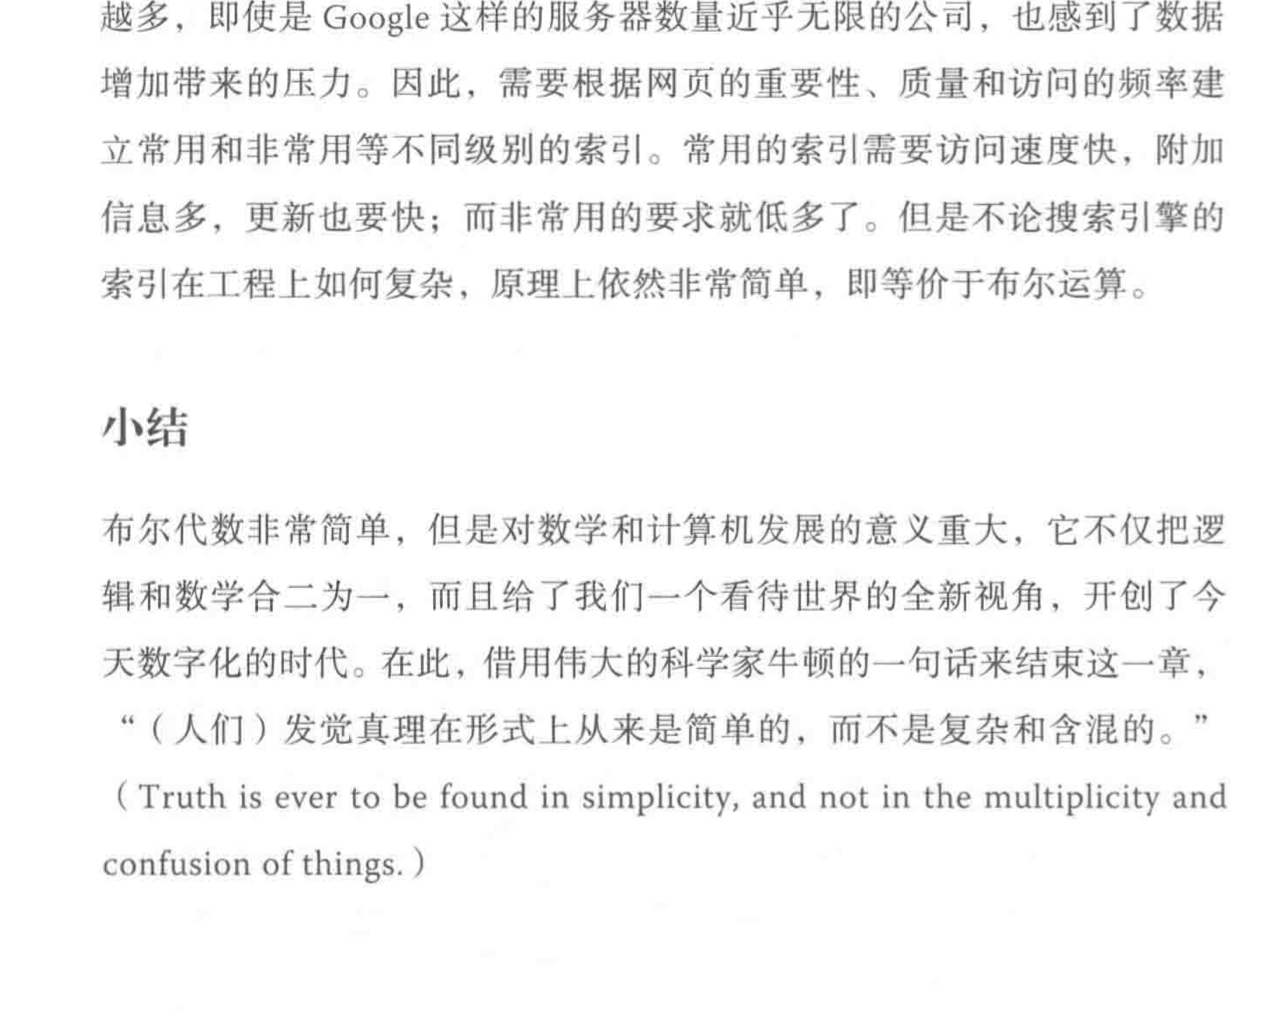 越多，即使是 Google 这样的服务器数量近乎无限的公司，也感到了数据
增加带来的压力。因此，需要根据网页的重要性、质量和访问的频率建
立常用和非常用等不同级别的索引。常用的索引需要访问速度快，附加
信息多，更新也要快；而非常用的要求就低多了。但是不论搜索引擎的
索引在工程上如何复杂，原理上依然非常简单，即等价于布尔运算。
小结
布尔代数非常简单，但是对数学和计算机发展的意义重大，它不仅把逻
辑和数学合二为一，而且给了我们一个看待世界的全新视角，开创了今
天数字化的时代。在此，借用伟大的科学家牛顿的一句话来结束这一章，
“（人们）发觉真理在形式上从来是简单的，而不是复杂和含混的。”
（Truth is ever to be found in simplicity, and not in the multiplicity and
confusion of things.）